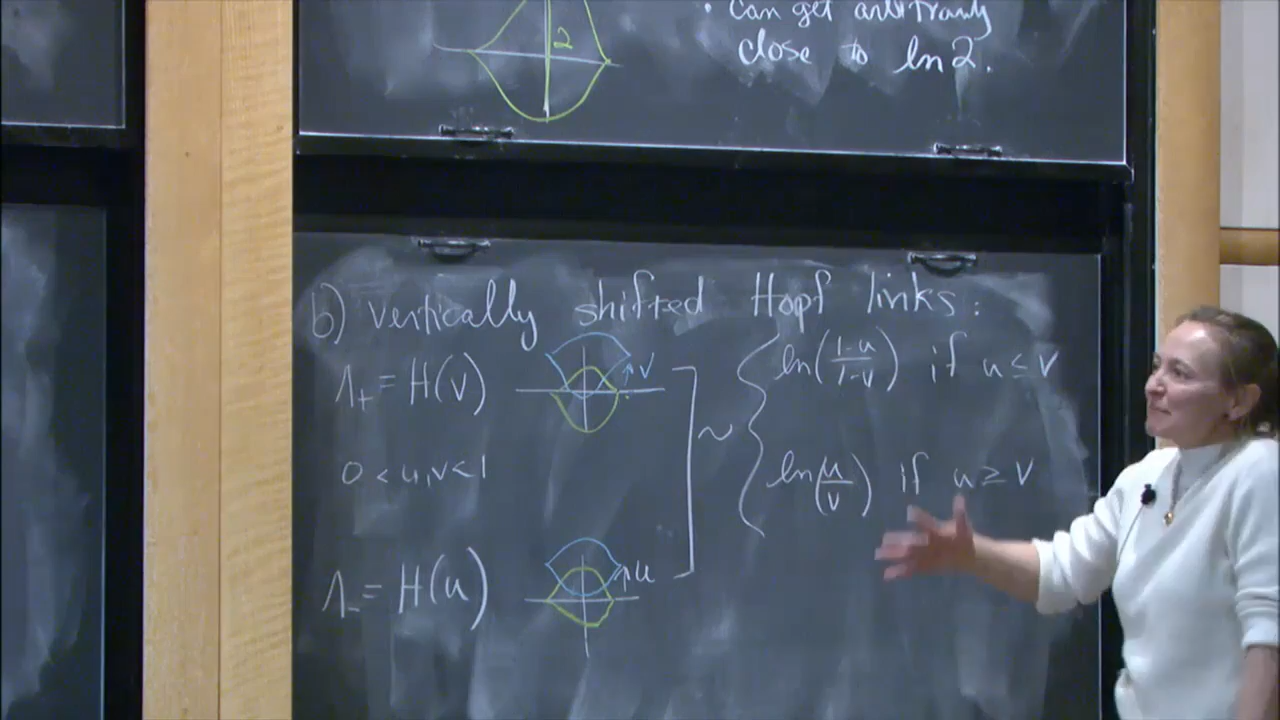 2
• Can get arbitrarily
close to ln 2.
b) vertically shifted Hopf links:
Λ₊ = H(v)
↑ v
0 < u, v < 1
Λ₋ = H(u)
↑ u
~
ln((1-u)/(1-v)) if u ≤ v
ln(u/v) if u ≥ v